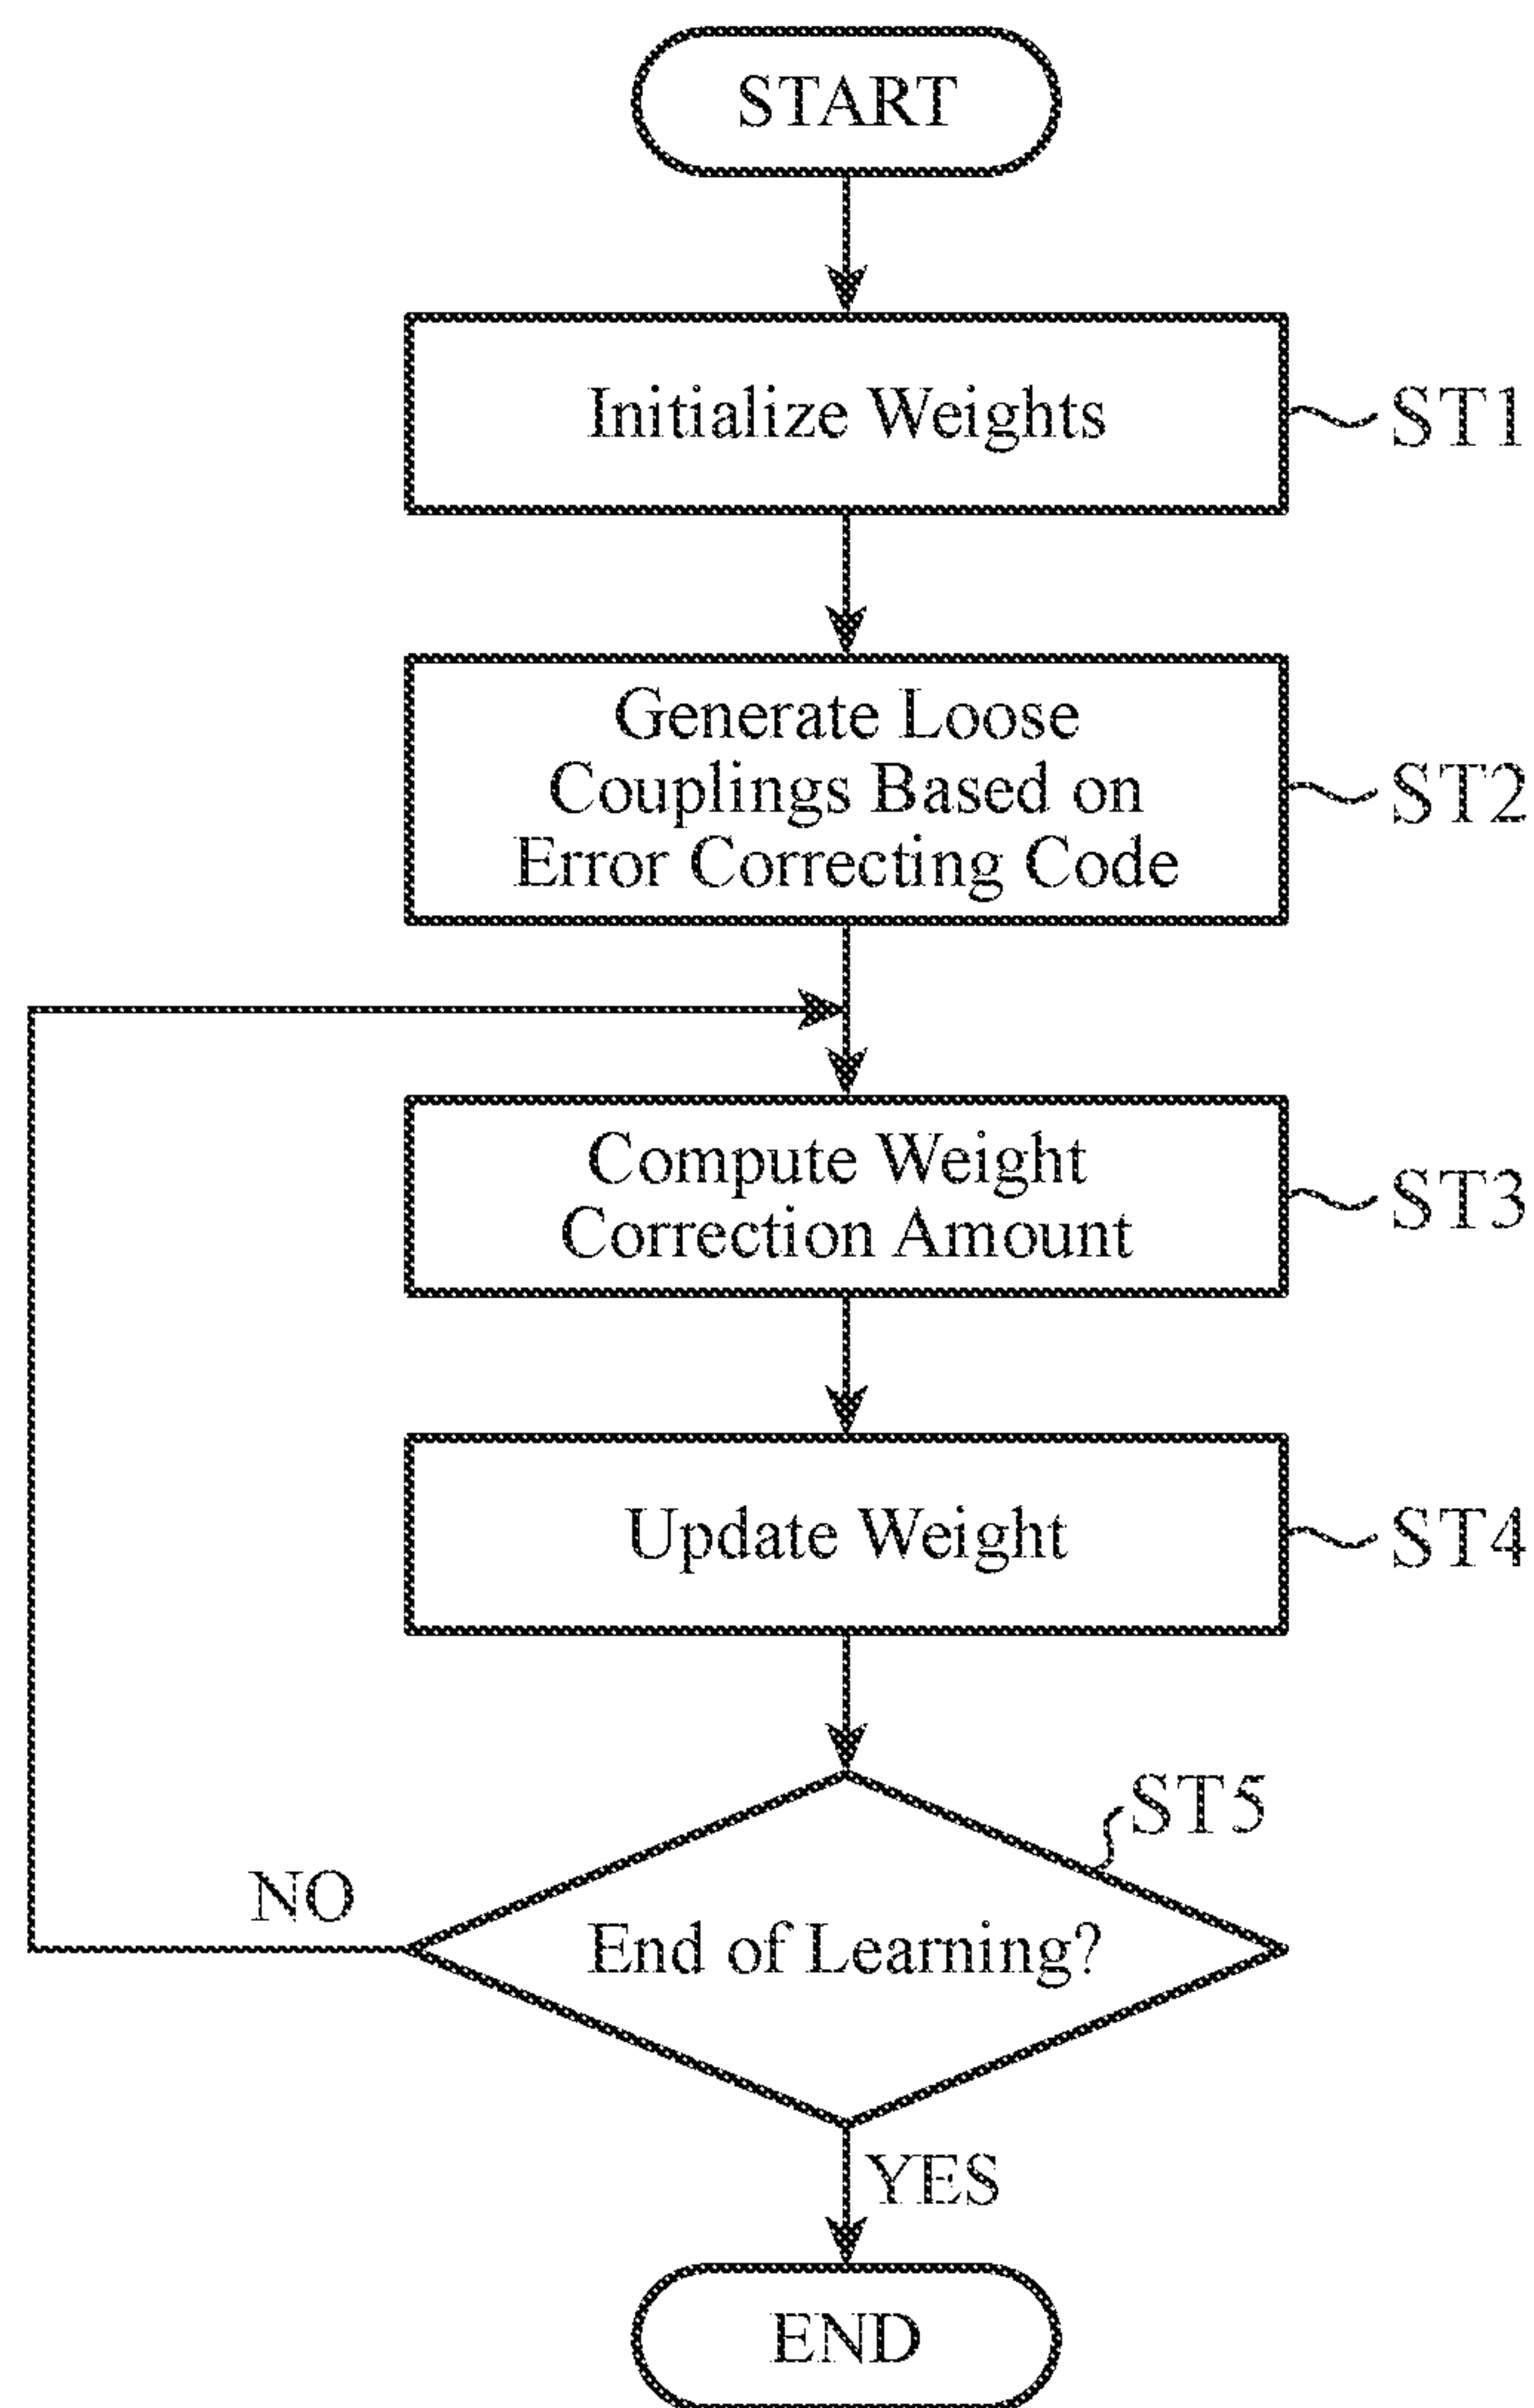 START
Initialize Weights
ST1
Generate Loose
Couplings Based on
Error Correcting Code
ST2
Compute Weight
Correction Amount
ST3
Update Weight
ST4
ST5
NO
End of Learning?
YES
END